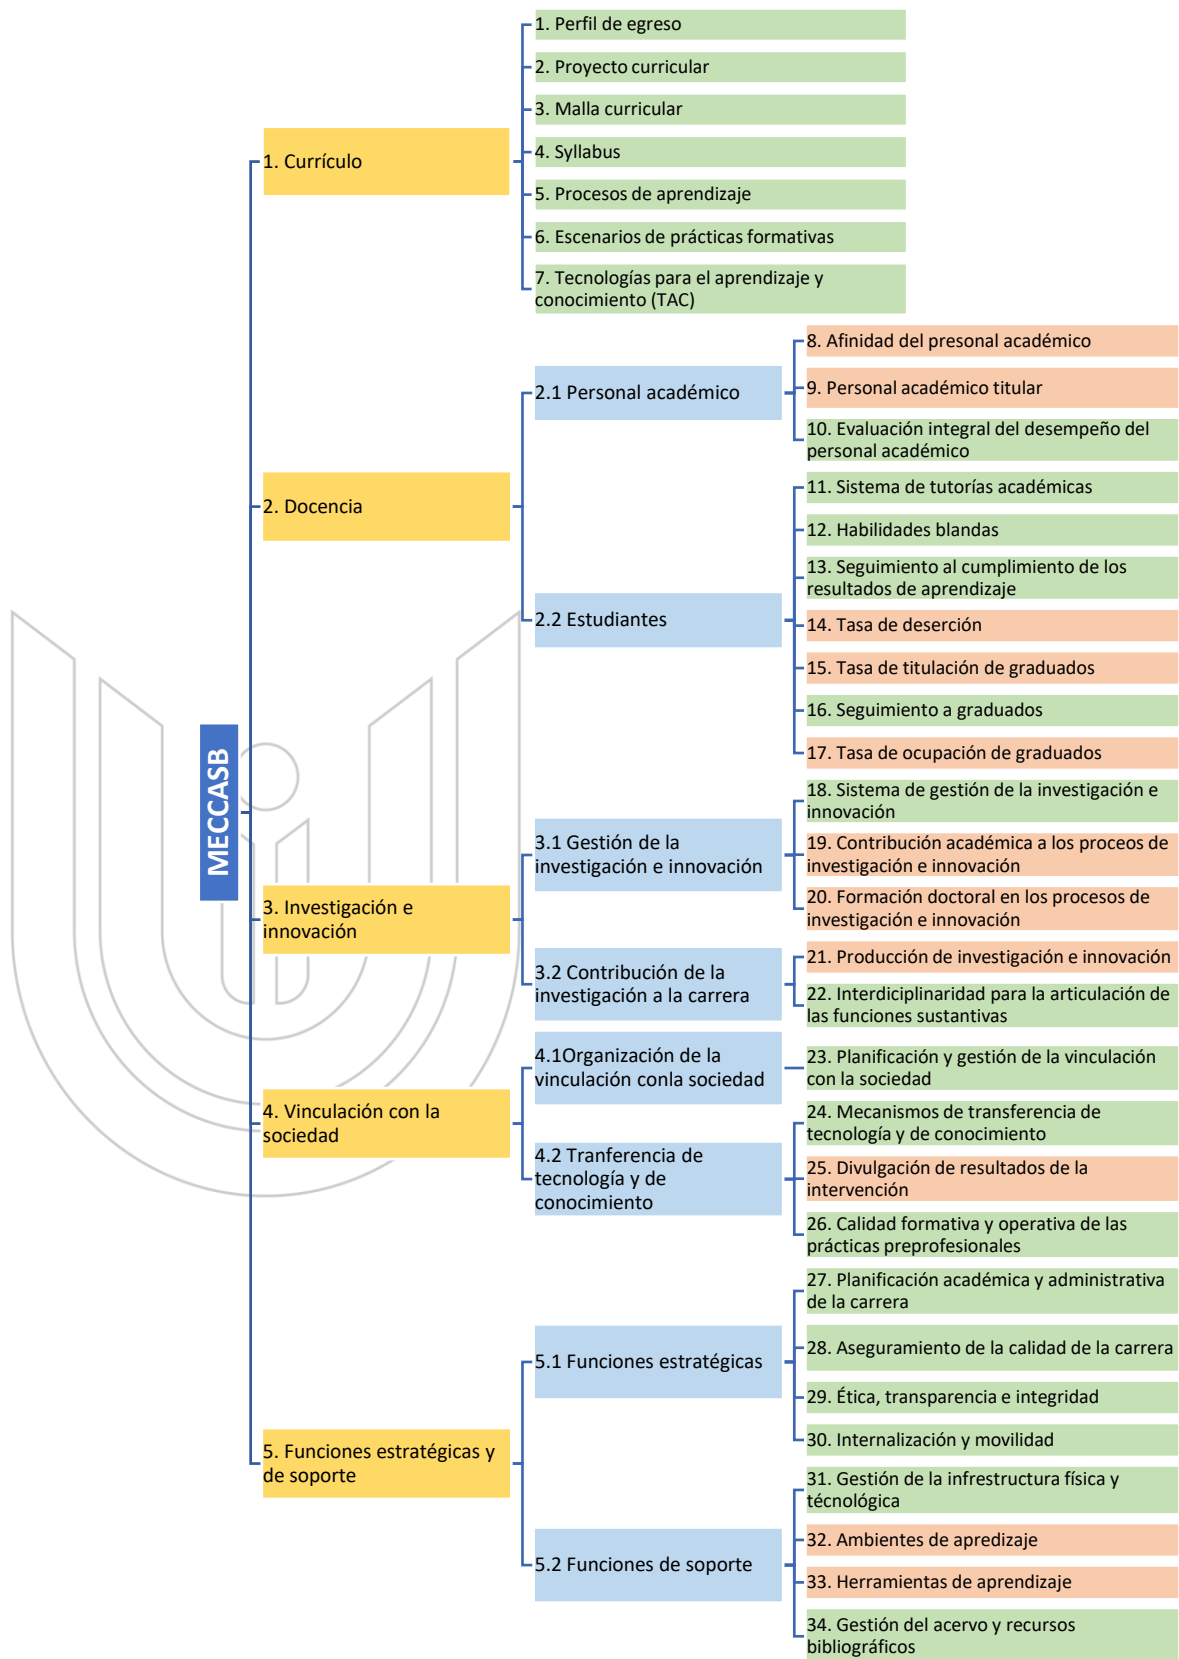 MECCASB
1. Currículo
1. Perfil de egreso
2. Proyecto curricular
3. Malla curricular
4. Syllabus
5. Procesos de aprendizaje
6. Escenarios de prácticas formativas
7. Tecnologías para el aprendizaje y
conocimiento (TAC)
2. Docencia
2.1 Personal académico
8. Afinidad del presonal académico
9. Personal académico titular
10. Evaluación integral del desempeño del
personal académico
2.2 Estudiantes
11. Sistema de tutorías académicas
12. Habilidades blandas
13. Seguimiento al cumplimiento de los
resultados de aprendizaje
14. Tasa de deserción
15. Tasa de titulación de graduados
16. Seguimiento a graduados
17. Tasa de ocupación de graduados
3. Investigación e
innovación
3.1 Gestión de la
investigación e innovación
18. Sistema de gestión de la investigación e
innovación
19. Contribución académica a los proceos de
investigación e innovación
20. Formación doctoral en los procesos de
investigación e innovación
3.2 Contribución de la
investigación a la carrera
21. Producción de investigación e innovación
22. Interdiciplinaridad para la articulación de
las funciones sustantivas
4. Vinculación con la
sociedad
4.1Organización de la
vinculación conla sociedad
23. Planificación y gestión de la vinculación
con la sociedad
4.2 Tranferencia de
tecnología y de
conocimiento
24. Mecanismos de transferencia de
tecnología y de conocimiento
25. Divulgación de resultados de la
intervención
26. Calidad formativa y operativa de las
prácticas preprofesionales
5. Funciones estratégicas y
de soporte
5.1 Funciones estratégicas
27. Planificación académica y administrativa
de la carrera
28. Aseguramiento de la calidad de la carrera
29. Ética, transparencia e integridad
30. Internalización y movilidad
5.2 Funciones de soporte
31. Gestión de la infrastructura física y
técnológica
32. Ambientes de apredizaje
33. Herramientas de aprendizaje
34. Gestión del acervo y recursos
bibliográficos